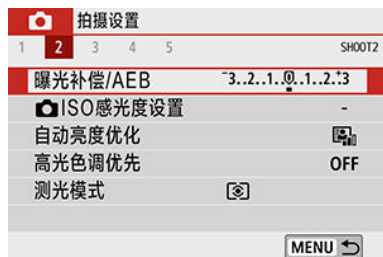 拍摄设置
1 2 3 4 5 SHOOT2
曝光补偿/AEB -3..2..1..0..1..2..+3
ISO感光度设置 -
自动亮度优化
高光色调优先 OFF
测光模式
MENU